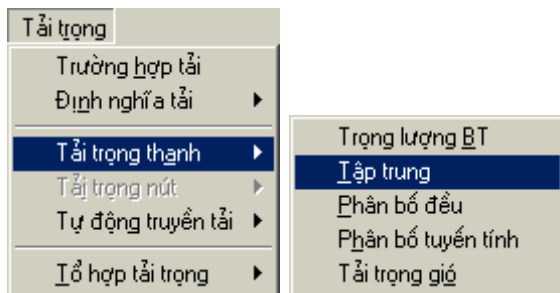 Tải trọng
Trường hợp tải
Định nghĩa tải
Tải trọng thanh
Tải trọng nút
Tự động truyền tải
Tổ hợp tải trọng
Trọng lượng BT
Tập trung
Phân bố đều
Phân bố tuyến tính
Tải trọng gió